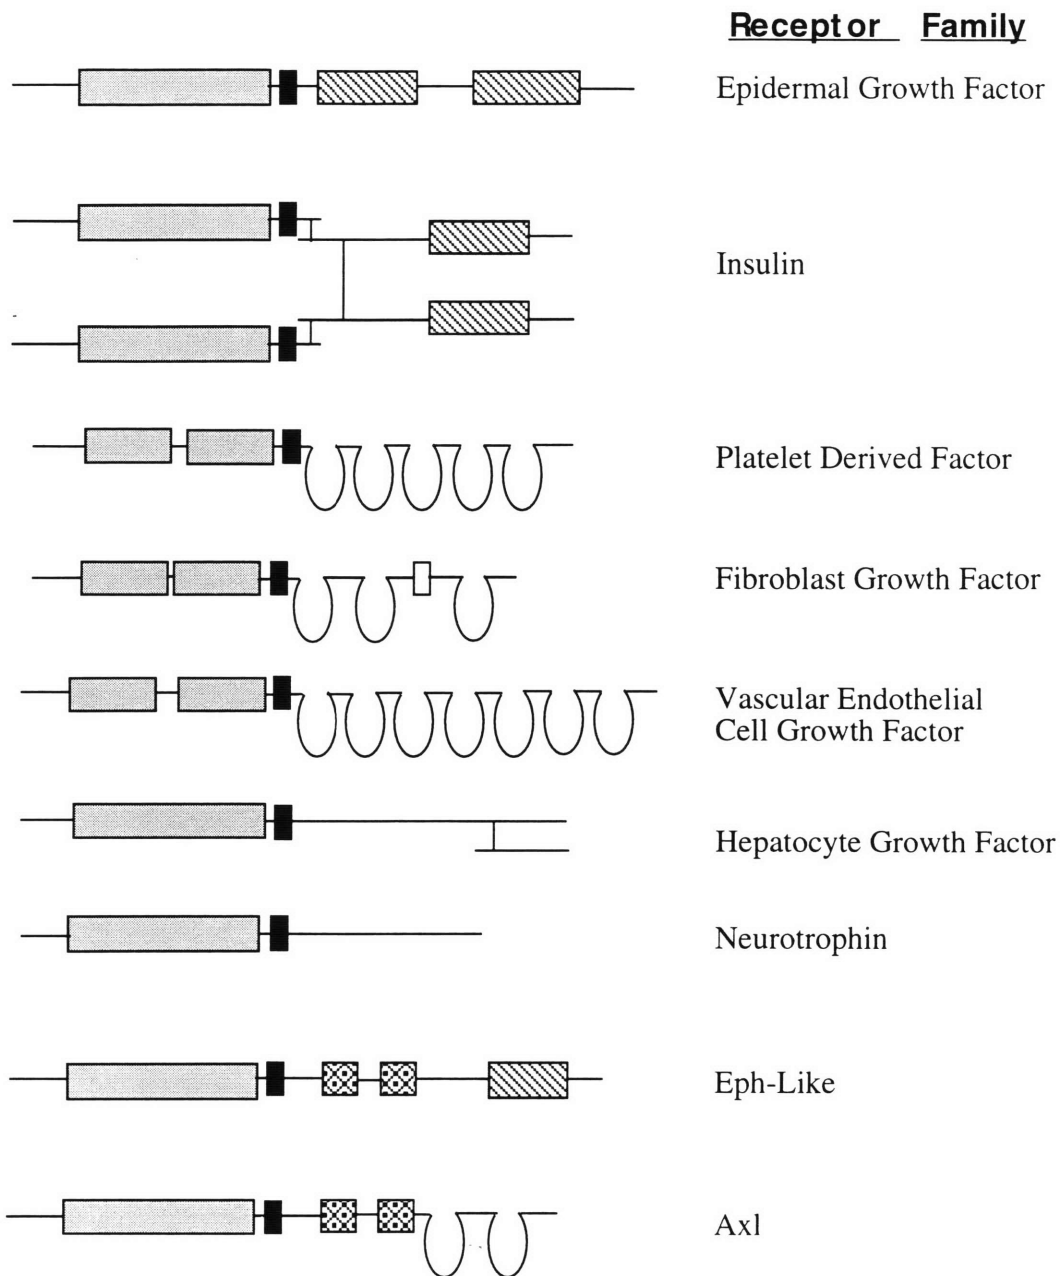 Receptor Family
Epidermal Growth Factor
Insulin
Platelet Derived Factor
Fibroblast Growth Factor
Vascular Endothelial
Cell Growth Factor
Hepatocyte Growth Factor
Neurotrophin
Eph-Like
Axl